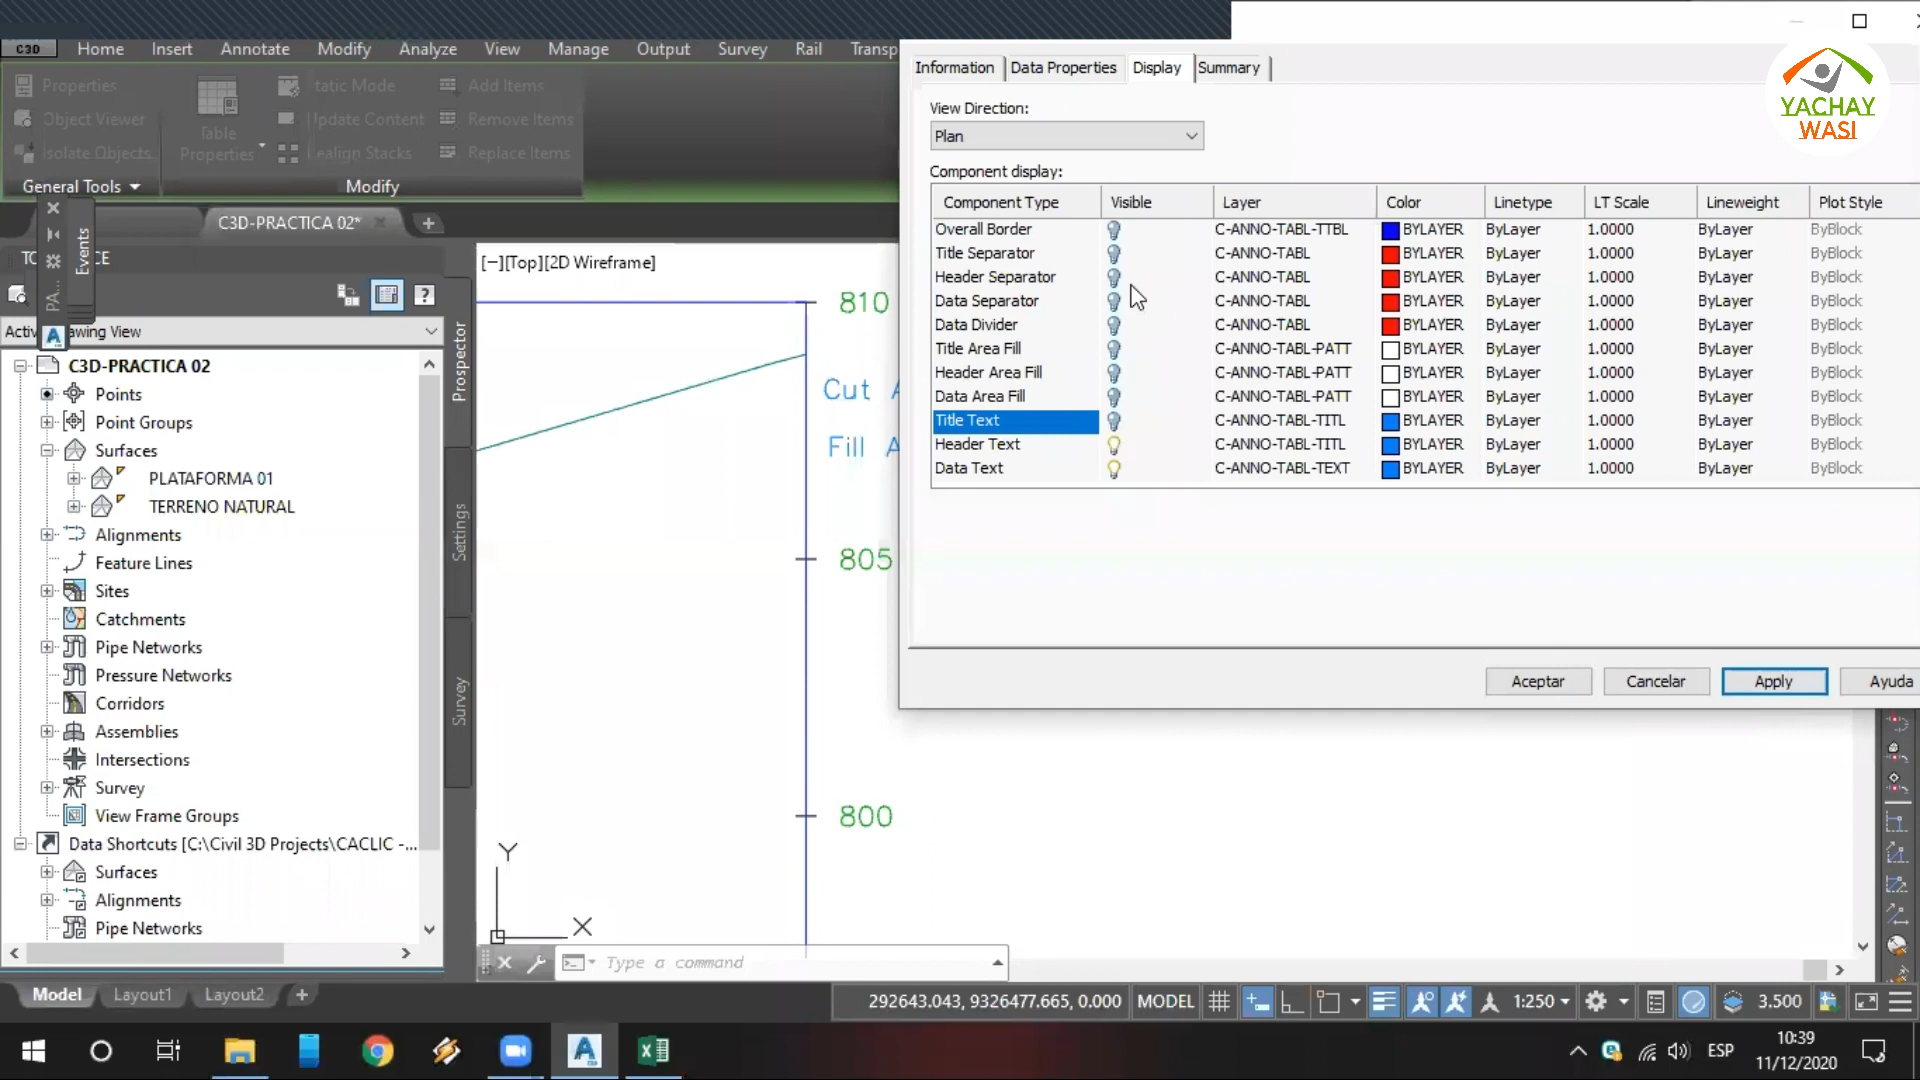 C3D
Home Insert Annotate Modify Analyze View Manage Output Survey Rail Transp
Properties
Object Viewer
Isolate Objects
General Tools
Table
Properties
tatic Mode
Update Content
ealign Stacks
Add Items
Remove Items
Replace Items
Modify
C3D-PRACTICA 02*
Events
PA...
Prospector
Settings
Survey
C3D-PRACTICA 02
Points
Point Groups
Surfaces
PLATAFORMA 01
TERRENO NATURAL
Alignments
Feature Lines
Sites
Catchments
Pipe Networks
Pressure Networks
Corridors
Assemblies
Intersections
Survey
View Frame Groups
Data Shortcuts [C:\Civil 3D Projects\CACLIC -...
Surfaces
Alignments
Pipe Networks
[−][Top][2D Wireframe]
810
Cut A
Fill A
805
800
Y
X
Type a command
Information Data Properties Display Summary
View Direction:
Plan
Component display:
Component Type Visible Layer Color Linetype LT Scale Lineweight Plot Style
Overall Border C-ANNO-TABL-TTBL BYLAYER ByLayer 1.0000 ByLayer ByBlock
Title Separator C-ANNO-TABL BYLAYER ByLayer 1.0000 ByLayer ByBlock
Header Separator C-ANNO-TABL BYLAYER ByLayer 1.0000 ByLayer ByBlock
Data Separator C-ANNO-TABL BYLAYER ByLayer 1.0000 ByLayer ByBlock
Data Divider C-ANNO-TABL BYLAYER ByLayer 1.0000 ByLayer ByBlock
Title Area Fill C-ANNO-TABL-PATT BYLAYER ByLayer 1.0000 ByLayer ByBlock
Header Area Fill C-ANNO-TABL-PATT BYLAYER ByLayer 1.0000 ByLayer ByBlock
Data Area Fill C-ANNO-TABL-PATT BYLAYER ByLayer 1.0000 ByLayer ByBlock
Title Text C-ANNO-TABL-TITL BYLAYER ByLayer 1.0000 ByLayer ByBlock
Header Text C-ANNO-TABL-TITL BYLAYER ByLayer 1.0000 ByLayer ByBlock
Data Text C-ANNO-TABL-TEXT BYLAYER ByLayer 1.0000 ByLayer ByBlock
Aceptar Cancelar Apply Ayuda
YACHAY
WASI
Model Layout1 Layout2
292643.043, 9326477.665, 0.000 MODEL 1:250 3.500
ESP
10:39
11/12/2020